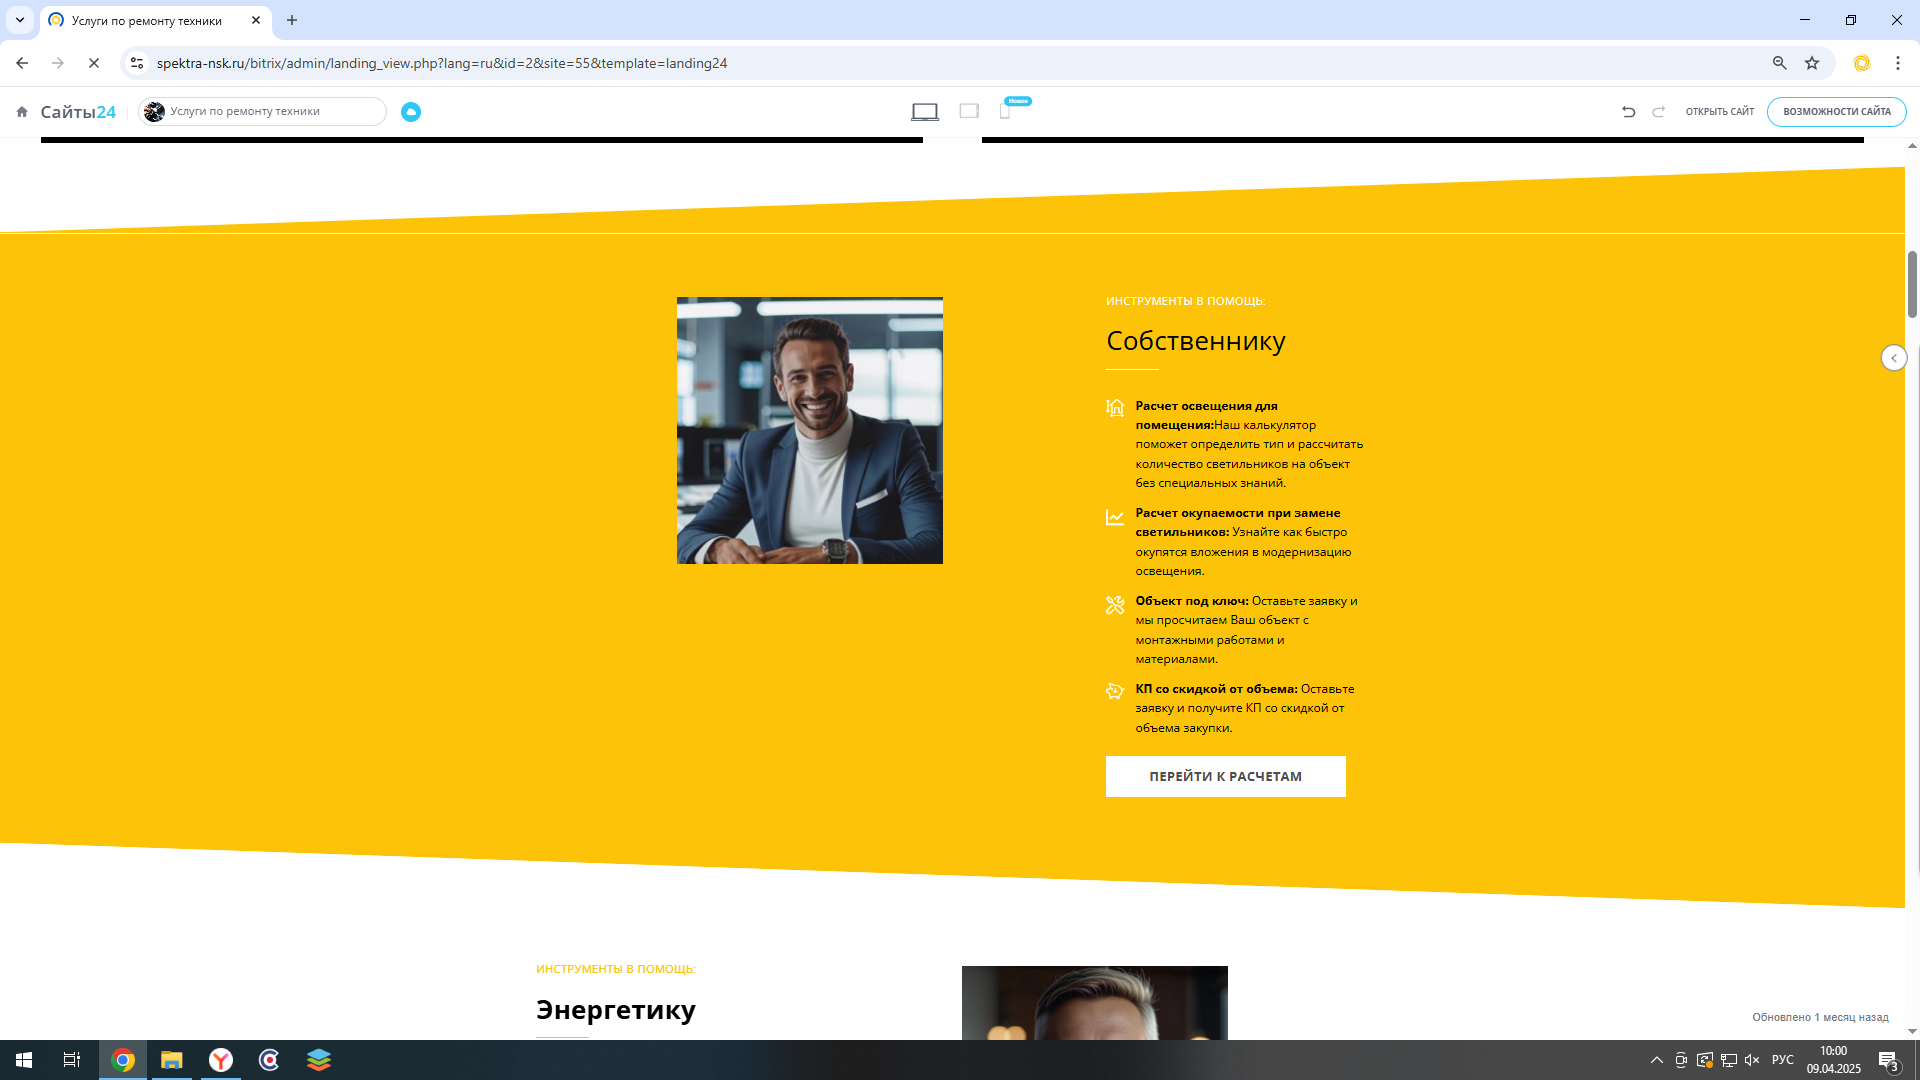 Услуги по ремонту техники
spektra-nsk.ru/bitrix/admin/landing_view.php?lang=ru&id=2&site=55&template=landing24
Сайты24
Услуги по ремонту техники
Новое
ОТКРЫТЬ САЙТ
ВОЗМОЖНОСТИ САЙТА
ИНСТРУМЕНТЫ В ПОМОЩЬ:
Собственнику
Расчет освещения для
помещения:Наш калькулятор
поможет определить тип и рассчитать
количество светильников на объект
без специальных знаний.
Расчет окупаемости при замене
светильников: Узнайте как быстро
окупятся вложения в модернизацию
освещения.
Объект под ключ: Оставьте заявку и
мы просчитаем Ваш объект с
монтажными работами и
материалами.
КП со скидкой от объема: Оставьте
заявку и получите КП со скидкой от
объема закупки.
ПЕРЕЙТИ К РАСЧЕТАМ
ИНСТРУМЕНТЫ В ПОМОЩЬ:
Энергетику
Обновлено 1 месяц назад
РУС
10:00
09.04.2025
3